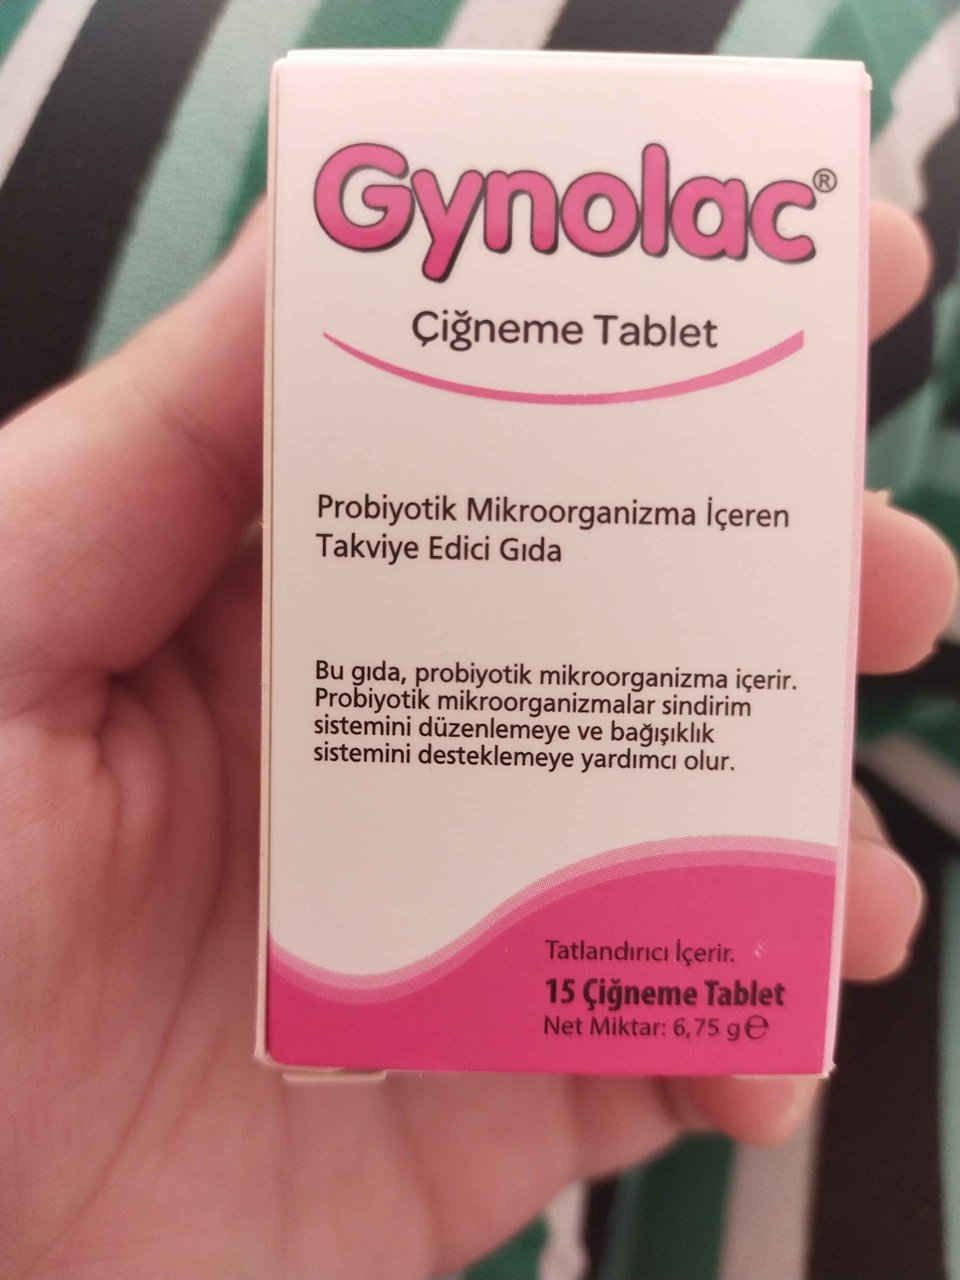 Gynolac®
Çiğneme Tablet
Probiyotik Mikroorganizma İçeren
Takviye Edici Gıda
Bu gıda, probiyotik mikroorganizma içerir.
Probiyotik mikroorganizmalar sindirim
sistemini düzenlemeye ve bağışıklık
sistemini desteklemeye yardımcı olur.
Tatlandırıcı İçerir.
15 Çiğneme Tablet
Net Miktar: 6,75 g ℮